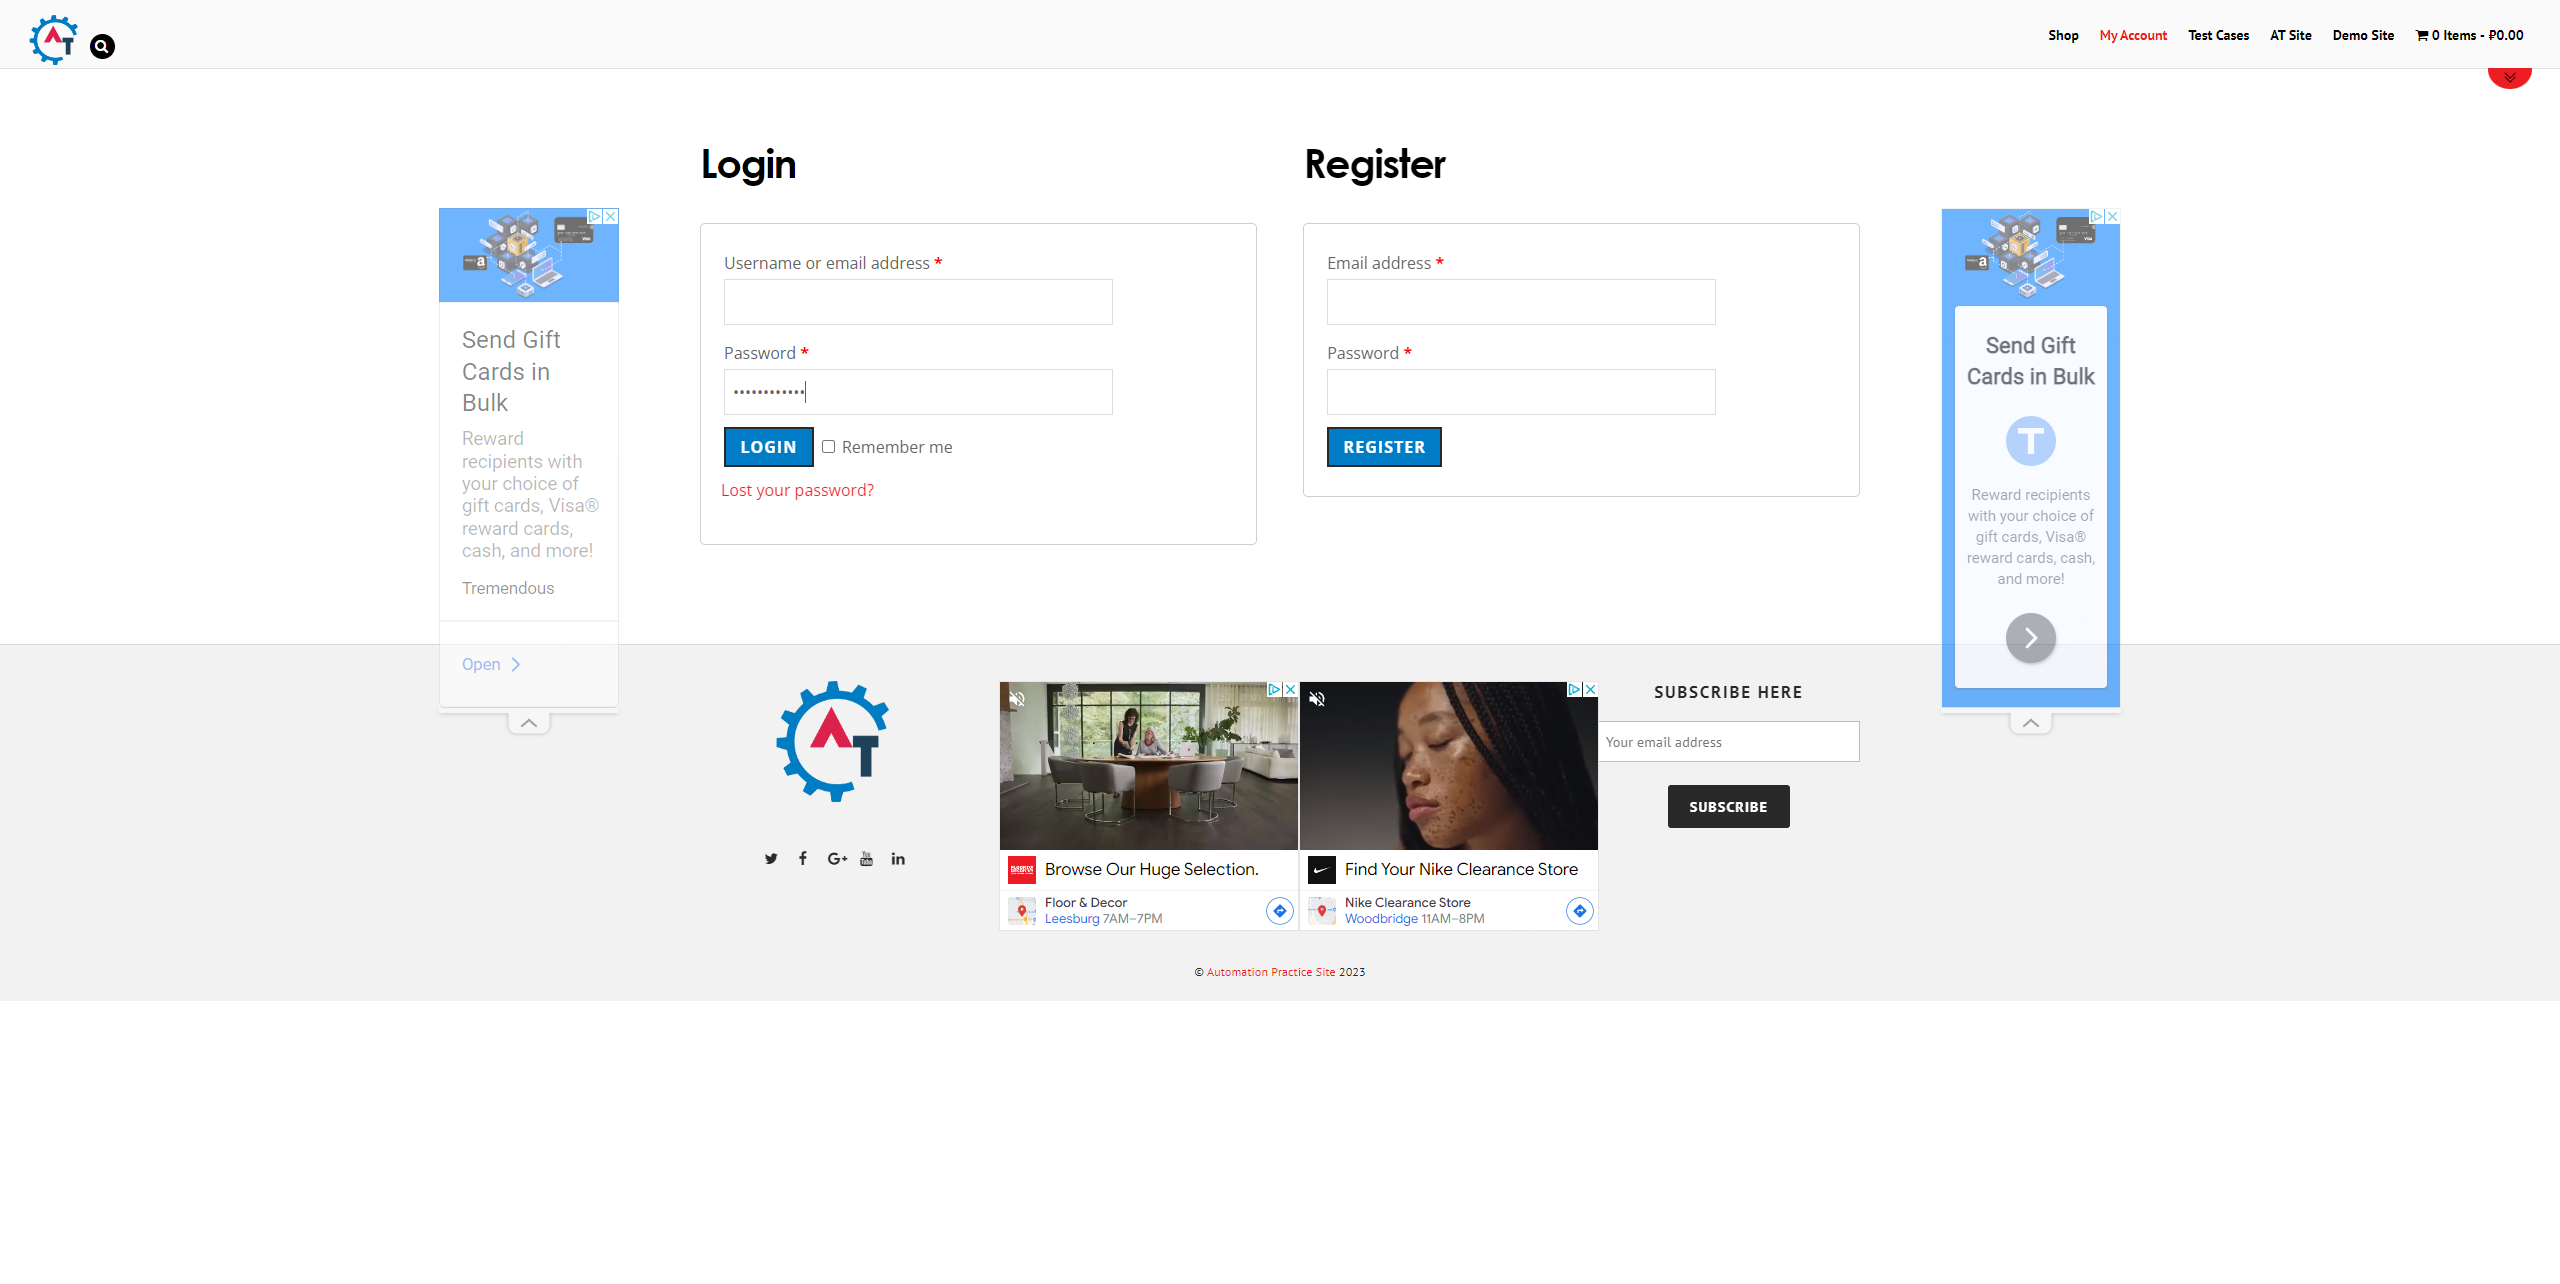 AT
Shop
My Account
Test Cases
AT Site
Demo Site
0 Items - ₽0.00
Login
Register
Username or email address *
Password *
••••••••••••
LOGIN
Remember me
Lost your password?
Email address *
Password *
REGISTER
Send Gift
Cards in
Bulk
Reward
recipients with
your choice of
gift cards, Visa®
reward cards,
cash, and more!
Tremendous
Open
Send Gift
Cards in Bulk
T
Reward recipients
with your choice of
gift cards, Visa®
reward cards, cash,
and more!
AT
Browse Our Huge Selection.
Floor & Decor
Leesburg 7AM–7PM
Find Your Nike Clearance Store
Nike Clearance Store
Woodbridge 11AM–8PM
SUBSCRIBE HERE
Your email address
SUBSCRIBE
© Automation Practice Site 2023